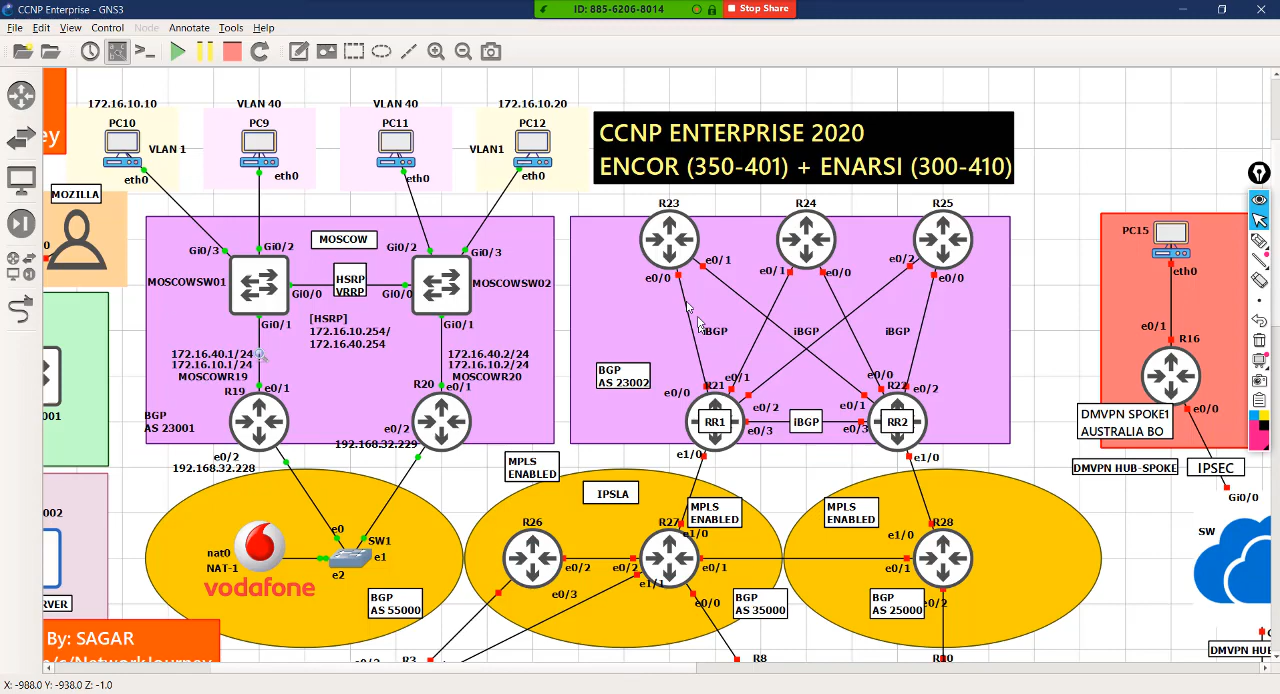 CCNP Enterprise - GNS3
ID: 885-6206-8014
Stop Share
File Edit View Control Node Annotate Tools Help
172.16.10.10
VLAN 40
VLAN 40
172.16.10.20
PC10
PC9
PC11
PC12
VLAN 1
VLAN1
eth0
eth0
eth0
eth0
CCNP ENTERPRISE 2020
ENCOR (350-401) + ENARSI (300-410)
ey
MOZILLA
0
MOSCOW
Gi0/3
Gi0/2
Gi0/2
Gi0/3
MOSCOWSW01
MOSCOWSW02
HSRP
VRRP
Gi0/0
Gi0/0
Gi0/1
Gi0/1
[HSRP]
172.16.10.254/
172.16.40.254
172.16.40.1/24
172.16.10.1/24
MOSCOWR19
172.16.40.2/24
172.16.10.2/24
MOSCOWR20
R19
e0/1
R20
e0/1
BGP
AS 23001
e0/2
192.168.32.228
e0/2
192.168.32.229
R23
R24
R25
e0/1
e0/0
e0/1
e0/0
e0/2
e0/0
iBGP
iBGP
iBGP
BGP
AS 23002
e0/0
R21
e0/1
e0/2
e0/3
RR1
iBGP
e0/0
R22
e0/2
e0/1
e0/3
RR2
e1/0
e1/0
PC15
eth0
e0/1
R16
e0/0
DMVPN SPOKE1
AUSTRALIA BO
DMVPN HUB-SPOKE
IPSEC
Gi0/0
SW
001
002
RVER
MPLS
ENABLED
IPSLA
MPLS
ENABLED
MPLS
ENABLED
nat0
NAT-1
vodafone
e0
SW1
e1
e2
BGP
AS 55000
R26
e0/2
e0/3
R27
e1/0
e0/2
e1/1
e0/1
e0/0
BGP
AS 35000
R28
e1/0
e0/1
e0/2
BGP
AS 25000
R3
R8
By: SAGAR
DMVPN HUB
X: -988.0 Y: -938.0 Z: -1.0